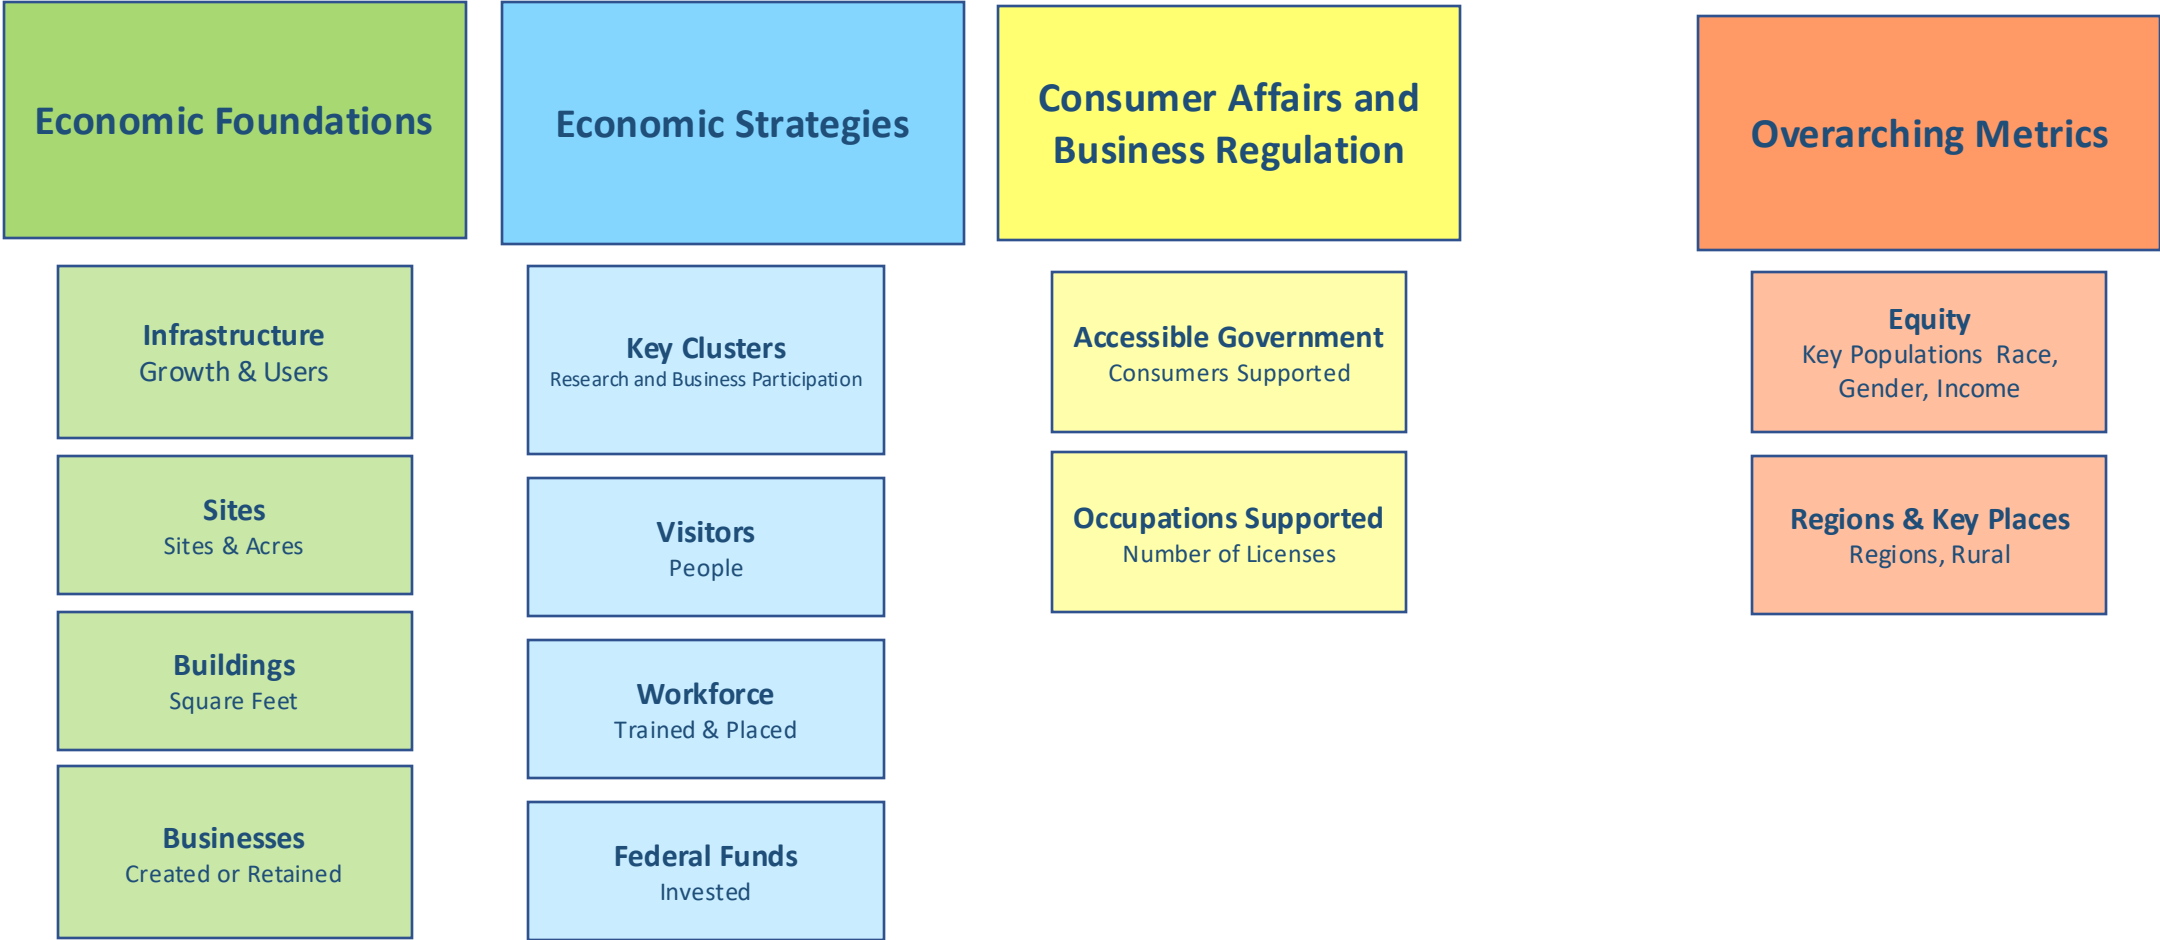 Economic Foundations
Infrastructure
Growth & Users
Sites
Sites & Acres
Buildings
Square Feet
Businesses
Created or Retained
Economic Strategies
Key Clusters
Research and Business Participation
Visitors
People
Workforce
Trained & Placed
Federal Funds
Invested
Consumer Affairs and
Business Regulation
Accessible Government
Consumers Supported
Occupations Supported
Number of Licenses
Overarching Metrics
Equity
Key Populations  Race,
Gender, Income
Regions & Key Places
Regions, Rural